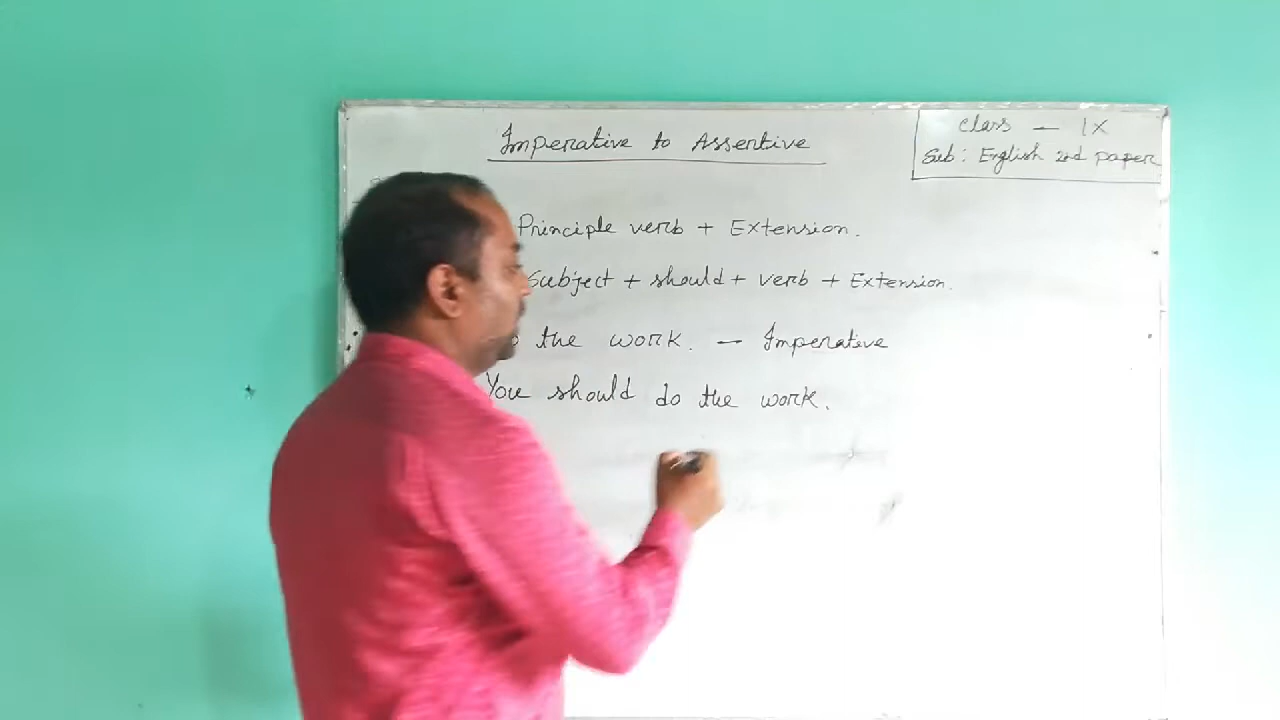 Imperative to Assertive
Class - IX
Sub: English 2nd paper
Principle verb + Extension.
Subject + should + verb + Extension.
the work. - Imperative
You should do the work.